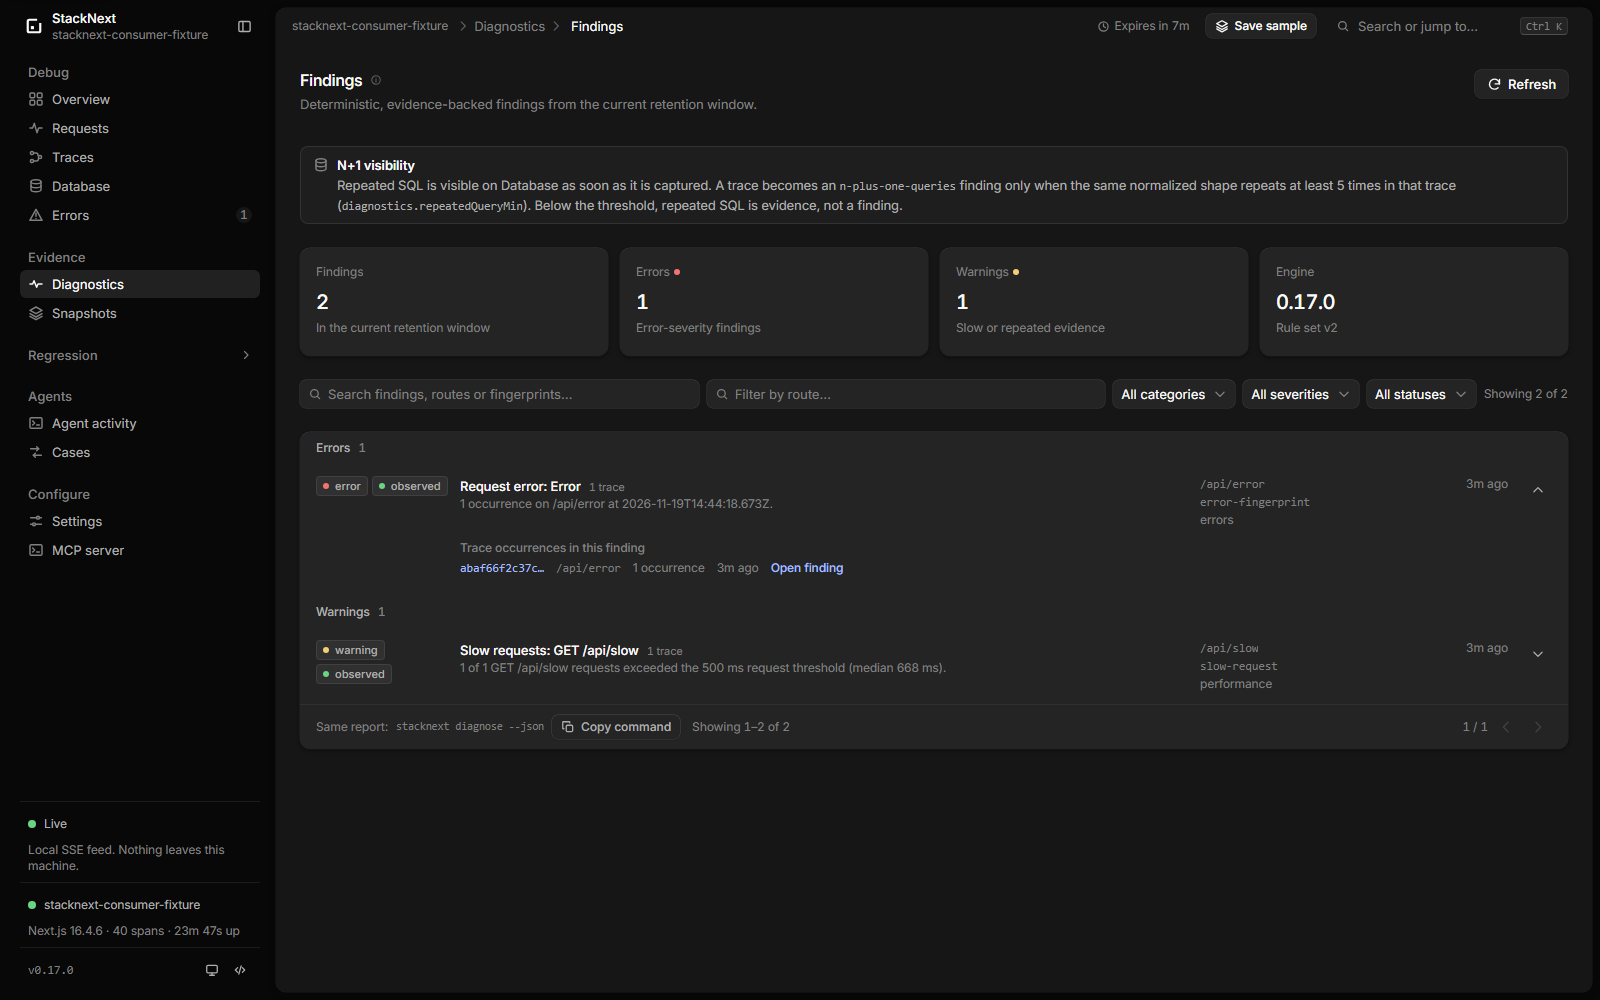 StackNext
stacknext-consumer-fixture
Debug
Overview
Requests
Traces
Database
Errors 1
Evidence
Diagnostics
Snapshots
Regression
Agents
Agent activity
Cases
Configure
Settings
MCP server
Live
Local SSE feed. Nothing leaves this
machine.
stacknext-consumer-fixture
Next.js 16.4.6 · 40 spans · 23m 47s up
v0.17.0
stacknext-consumer-fixture Diagnostics Findings
Expires in 7m Save sample Search or jump to... Ctrl K
Findings
Deterministic, evidence-backed findings from the current retention window.
Refresh
N+1 visibility
Repeated SQL is visible on Database as soon as it is captured. A trace becomes an n-plus-one-queries finding only when the same normalized shape repeats at least 5 times in that trace
(diagnostics.repeatedQueryMin). Below the threshold, repeated SQL is evidence, not a finding.
Findings
2
In the current retention window
Errors
1
Error-severity findings
Warnings
1
Slow or repeated evidence
Engine
0.17.0
Rule set v2
Search findings, routes or fingerprints... Filter by route... All categories All severities All statuses Showing 2 of 2
Errors 1
error observed Request error: Error 1 trace
1 occurrence on /api/error at 2026-11-19T14:44:18.673Z.
/api/error
error-fingerprint
errors
3m ago
Trace occurrences in this finding
abaf66f2c37c… /api/error 1 occurrence 3m ago Open finding
Warnings 1
warning
observed
Slow requests: GET /api/slow 1 trace
1 of 1 GET /api/slow requests exceeded the 500 ms request threshold (median 668 ms).
/api/slow
slow-request
performance
3m ago
Same report: stacknext diagnose --json Copy command Showing 1–2 of 2
1 / 1